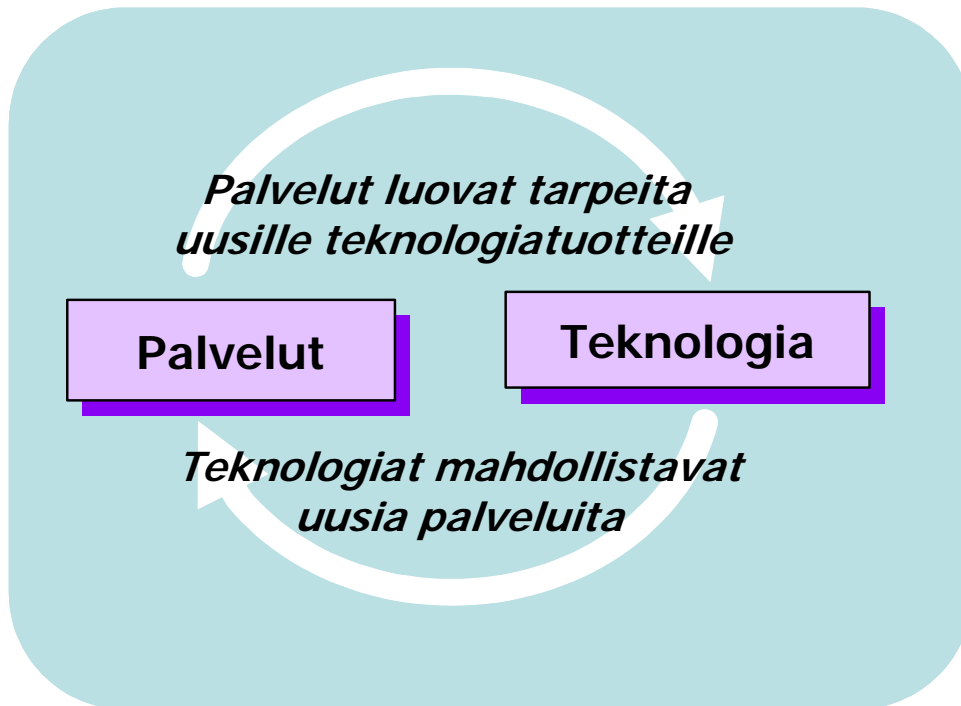 Palvelut luovat tarpeita
uusille teknologiatuotteille
Palvelut
Teknologia
Teknologiat mahdollistavat
uusia palveluita